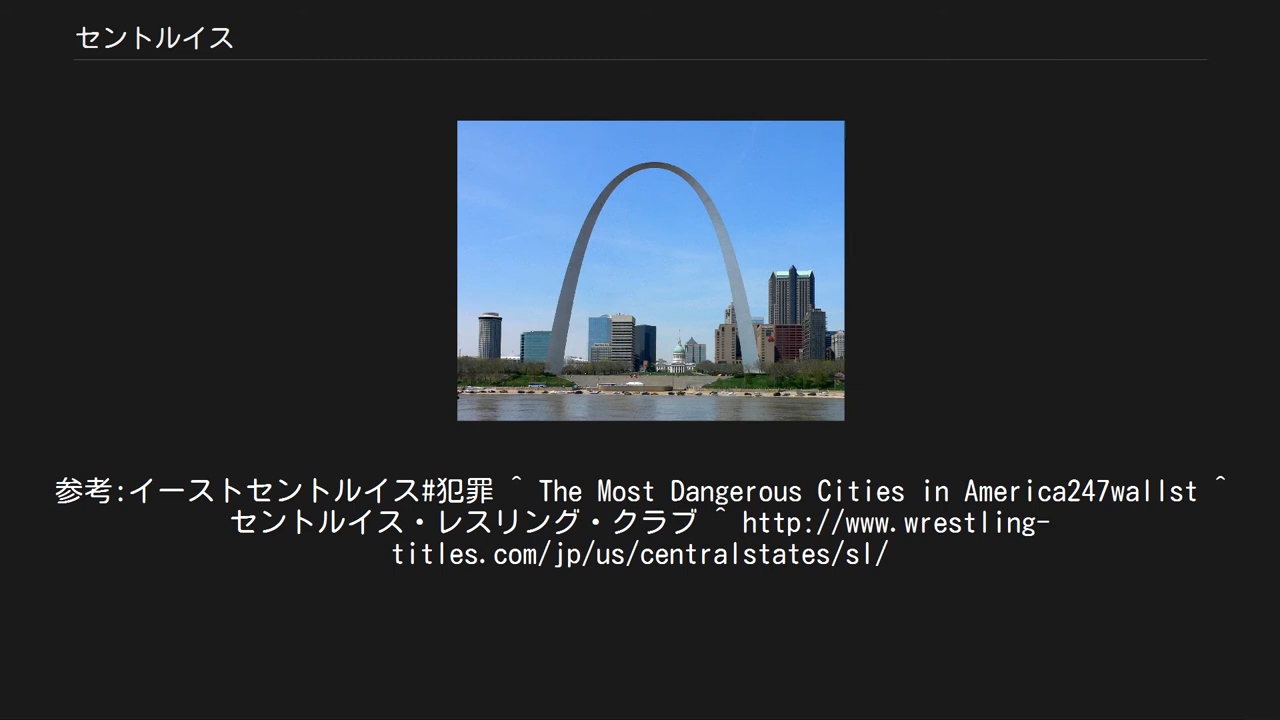 セントルイス
参考:イーストセントルイス#犯罪 ^ The Most Dangerous Cities in America247wallst ^
セントルイス・レスリング・クラブ ^ http://www.wrestling-
titles.com/jp/us/centralstates/sl/